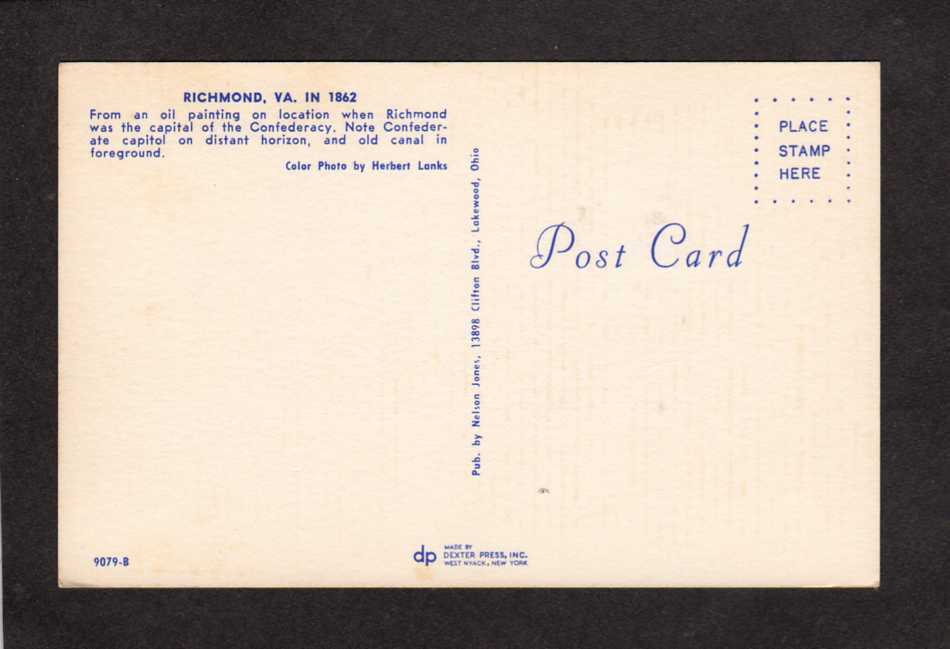 RICHMOND, VA. IN 1862
From an oil painting on location when Richmond
was the capital of the Confederacy. Note Confeder-
ate capitol on distant horizon, and old canal in
foreground.
Color Photo by Herbert Lanks
Pub. by Nelson Jones, 13898 Clifton Blvd., Lakewood, Ohio
PLACE
STAMP
HERE
Post Card
9079-B
dp
MADE BY
DEXTER PRESS, INC.
WEST NYACK, NEW YORK